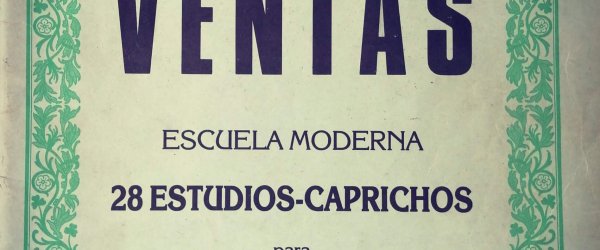 VENTAS
ESCUELA MODERNA
28 ESTUDIOS-CAPRICHOS
para